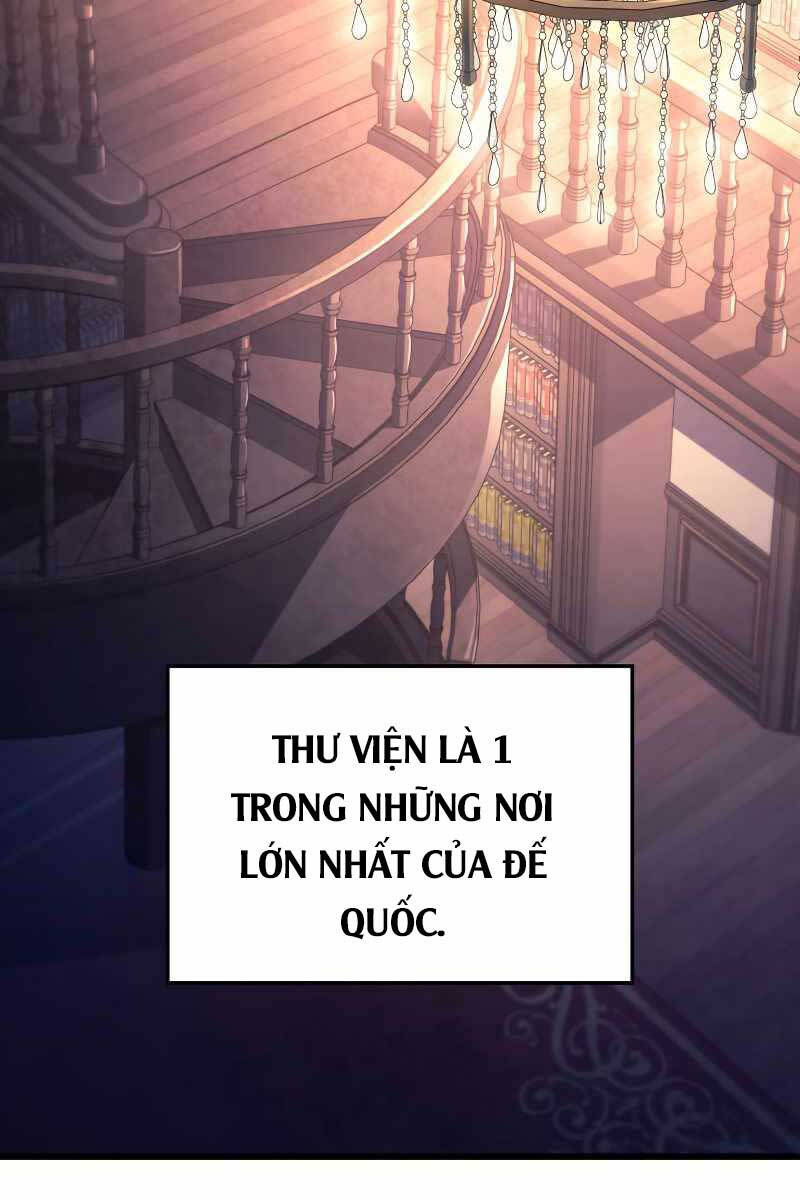 THƯ VIỆN LÀ 1
TRONG NHỮNG NƠI
LỚN NHẤT CỦA ĐẾ
QUỐC.